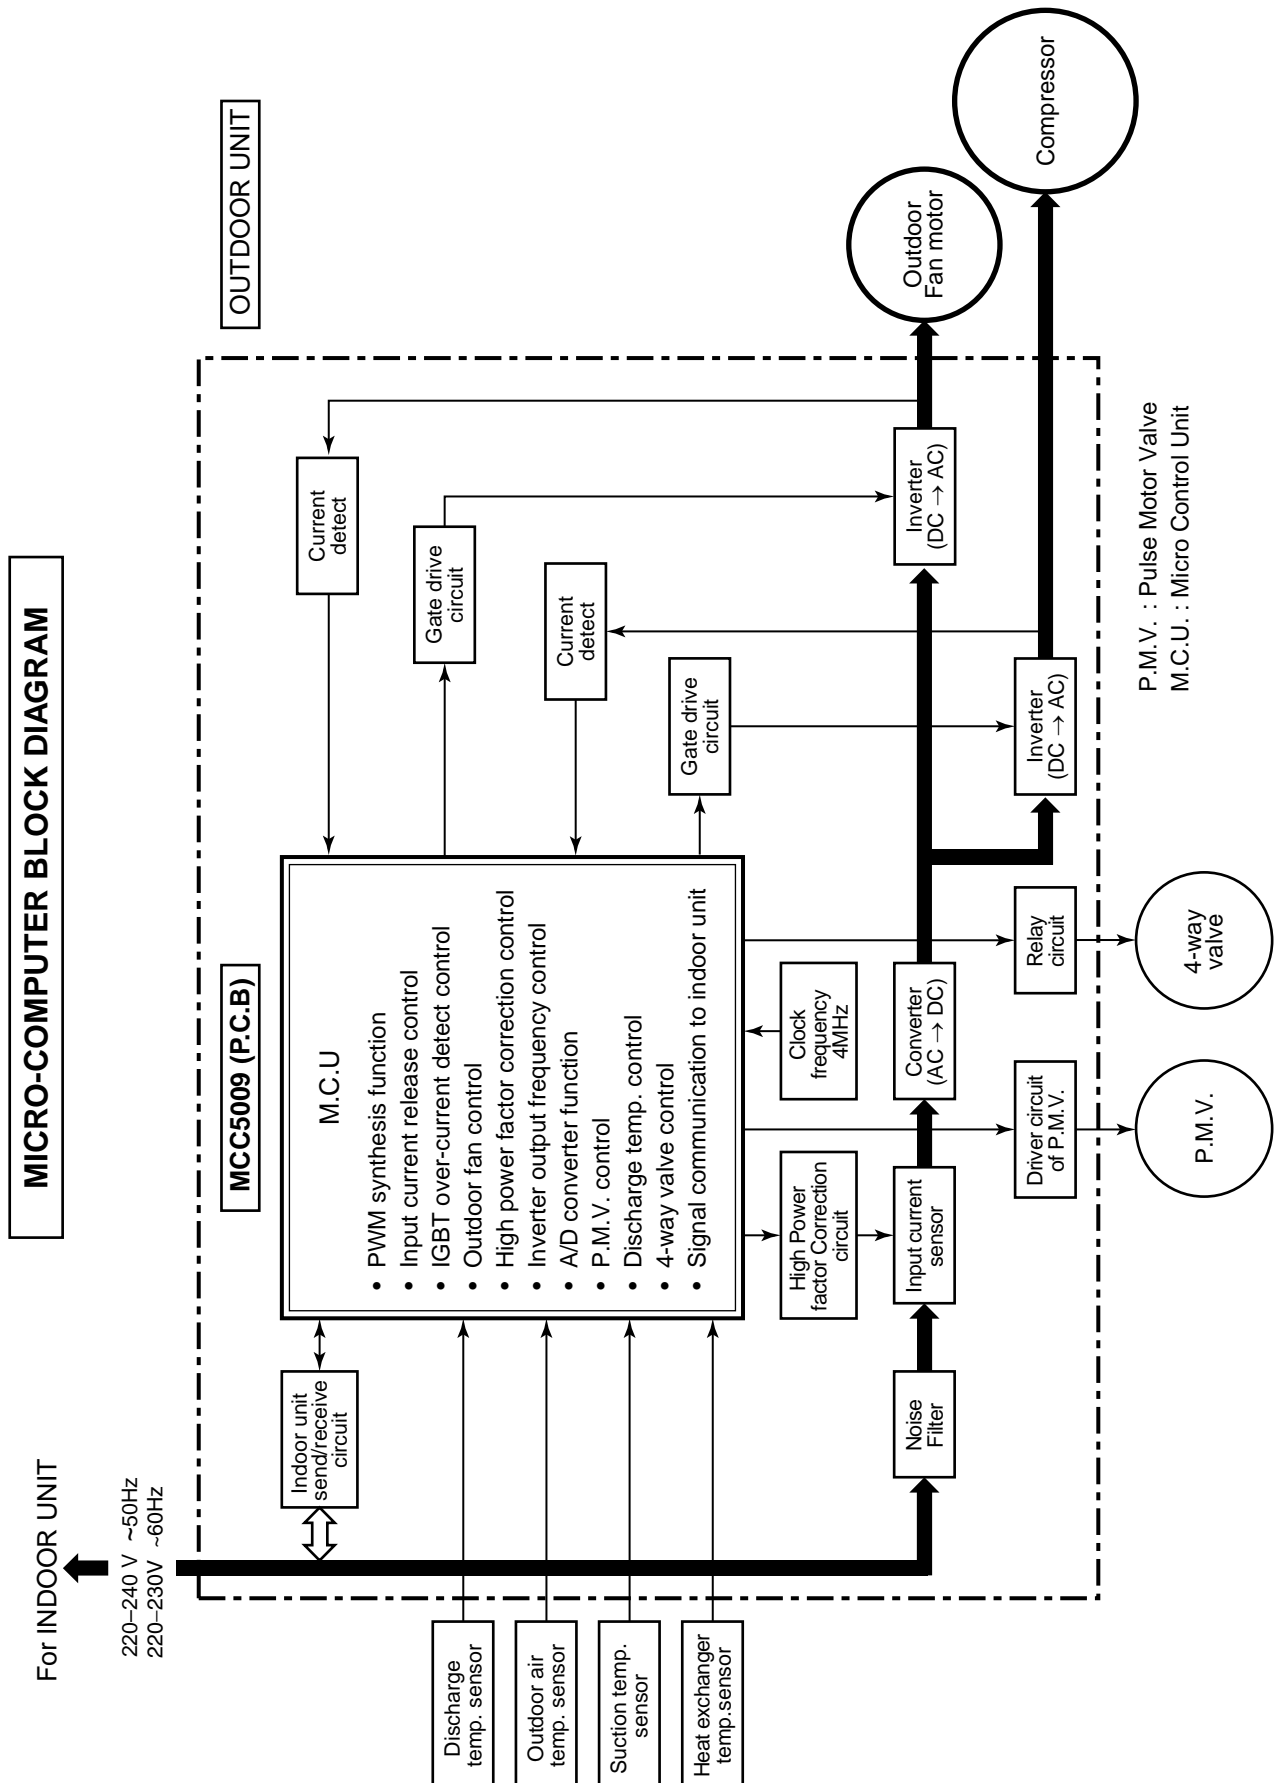 MICRO-COMPUTER BLOCK DIAGRAM
For INDOOR UNIT
220–240 V ~50Hz
220–230V ~60Hz
MCC5009 (P.C.B)
OUTDOOR UNIT
Indoor unit
send/receive
circuit
M.C.U
• PWM synthesis function
• Input current release control
• IGBT over-current detect control
• Outdoor fan control
• High power factor correction control
• Inverter output frequency control
• A/D converter function
• P.M.V. control
• Discharge temp. control
• 4-way valve control
• Signal communication to indoor unit
Current
detect
Gate drive
circuit
Current
detect
Gate drive
circuit
Discharge
temp. sensor
Outdoor air
temp. sensor
Suction temp.
sensor
Heat exchanger
temp.sensor
High Power
factor Correction
circuit
Clock
frequency
4MHz
Noise
Filter
Input current
sensor
Converter
(AC → DC)
Inverter
(DC → AC)
Outdoor
Fan motor
Driver circuit
of P.M.V.
Relay
circuit
Inverter
(DC → AC)
Compressor
P.M.V.
4-way
valve
P.M.V. : Pulse Motor Valve
M.C.U. : Micro Control Unit